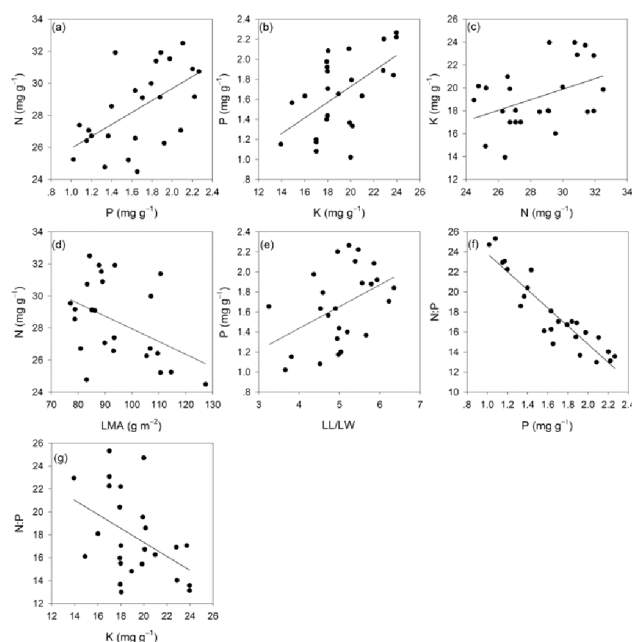 (a)
34
32
30
28
26
24
N (mg g⁻¹)
.8 1.0 1.2 1.4 1.6 1.8 2.0 2.2 2.4
P (mg g⁻¹)
(b)
2.4
2.2
2.0
1.8
1.6
1.4
1.2
1.0
.8
P (mg g⁻¹)
12 14 16 18 20 22 24 26
K (mg g⁻¹)
(c)
26
24
22
20
18
16
14
12
K (mg g⁻¹)
24 26 28 30 32 34
N (mg g⁻¹)
(d)
34
32
30
28
26
24
N (mg g⁻¹)
70 80 90 100 110 120 130
LMA (g m⁻²)
(e)
2.4
2.2
2.0
1.8
1.6
1.4
1.2
1.0
.8
P (mg g⁻¹)
3 4 5 6 7
LL/LW
(f)
26
24
22
20
18
16
14
12
N:P
.8 1.0 1.2 1.4 1.6 1.8 2.0 2.2 2.4
P (mg g⁻¹)
(g)
26
24
22
20
18
16
14
12
N:P
12 14 16 18 20 22 24 26
K (mg g⁻¹)